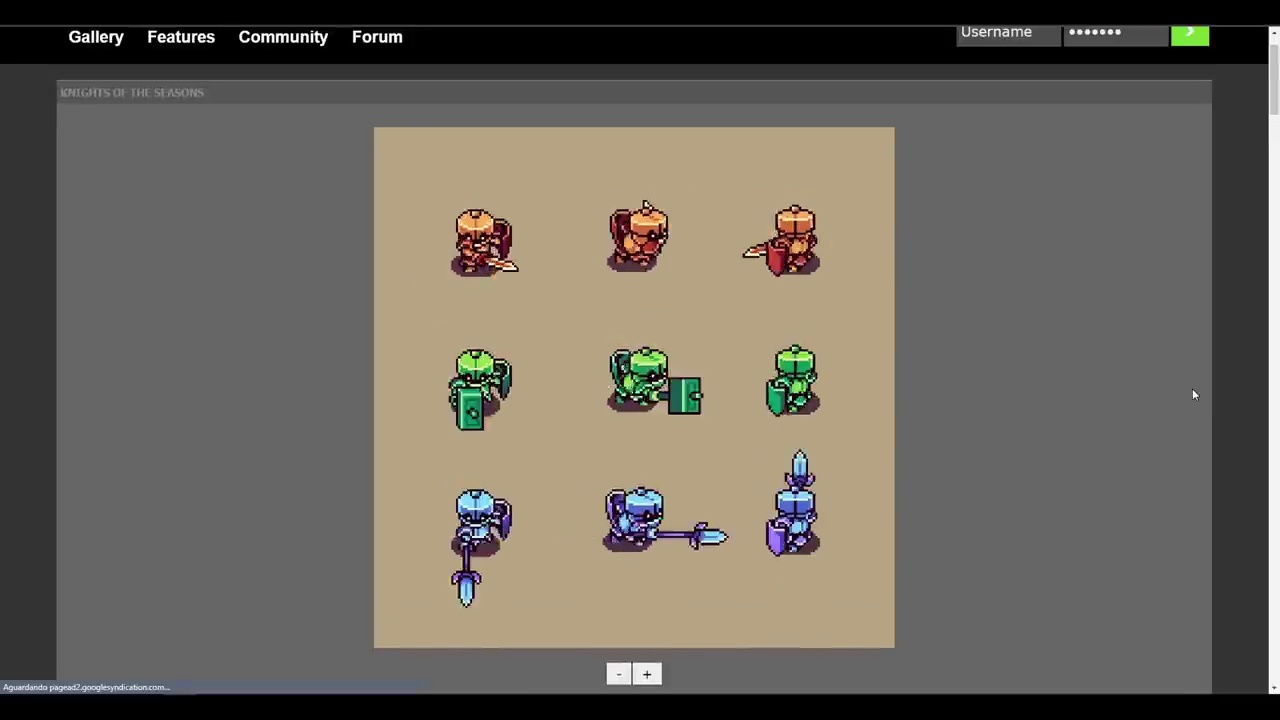 Gallery Features Community Forum Username
KNIGHTS OF THE SEASONS
- +
Aguardando pagead2.googlesyndication.com...